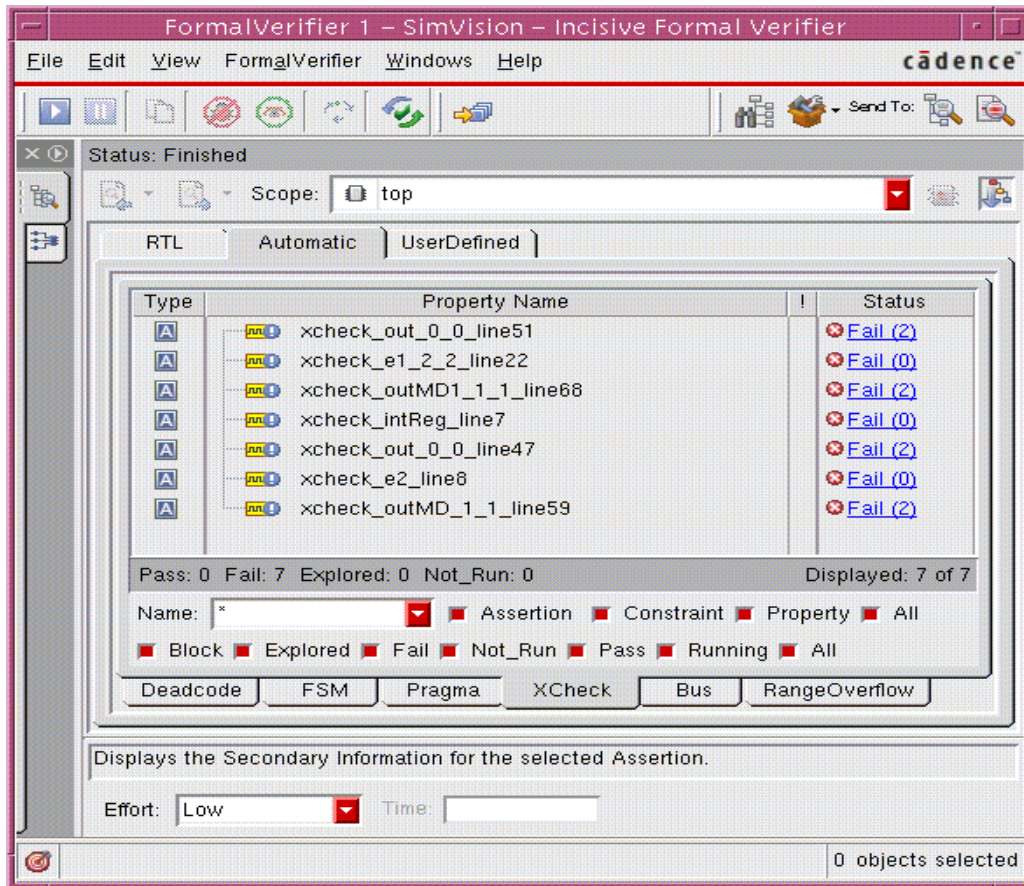 FormalVerifier 1 – SimVision – Incisive Formal Verifier
File Edit View FormalVerifier Windows Help cādence™
Send To:
Status: Finished
Scope: top
RTL Automatic UserDefined
Type Property Name ! Status
A xcheck_out_0_0_line51 Fail (2)
A xcheck_e1_2_2_line22 Fail (0)
A xcheck_outMD1_1_1_line68 Fail (2)
A xcheck_intReg_line7 Fail (0)
A xcheck_out_0_0_line47 Fail (2)
A xcheck_e2_line8 Fail (0)
A xcheck_outMD_1_1_line59 Fail (2)
Pass: 0 Fail: 7 Explored: 0 Not_Run: 0 Displayed: 7 of 7
Name: * Assertion Constraint Property All
Block Explored Fail Not_Run Pass Running All
Deadcode FSM Pragma XCheck Bus RangeOverflow
Displays the Secondary Information for the selected Assertion.
Effort: Low Time:
0 objects selected